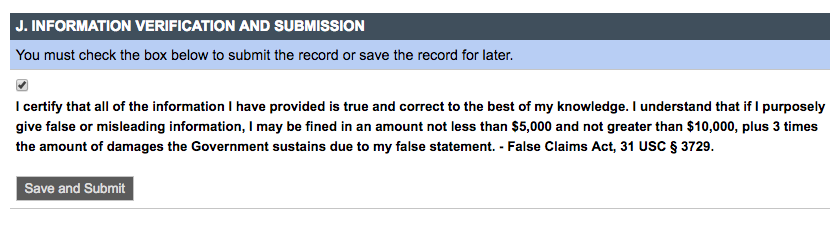 J. INFORMATION VERIFICATION AND SUBMISSION
You must check the box below to submit the record or save the record for later.
I certify that all of the information I have provided is true and correct to the best of my knowledge. I understand that if I purposely
give false or misleading information, I may be fined in an amount not less than $5,000 and not greater than $10,000, plus 3 times
the amount of damages the Government sustains due to my false statement. - False Claims Act, 31 USC § 3729.
Save and Submit